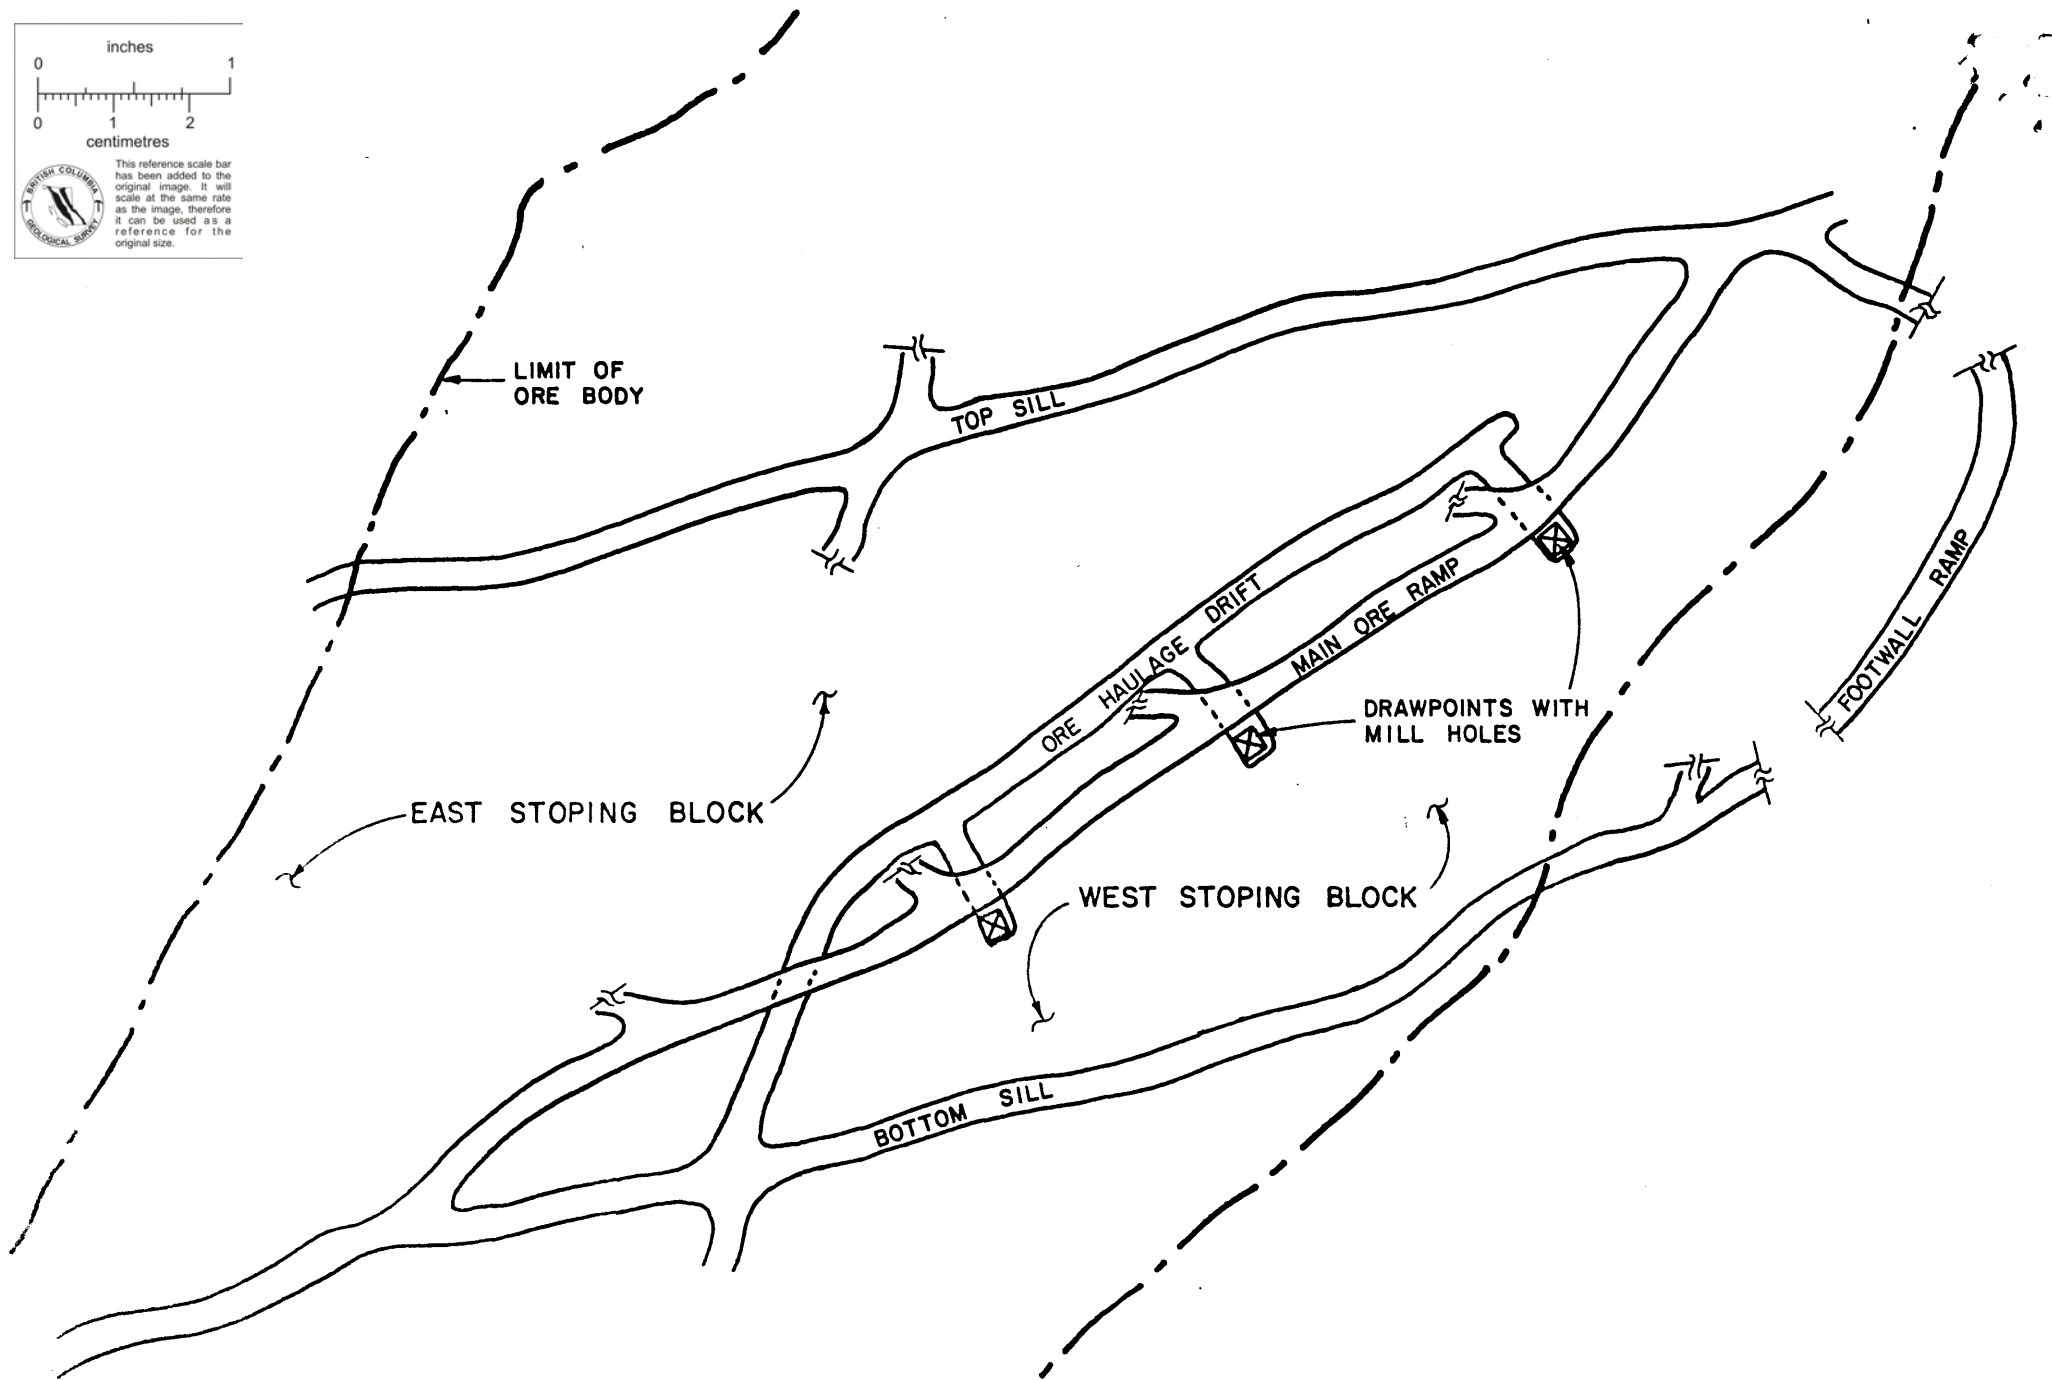 inches
0 1
0 1 2
centimetres
This reference scale bar
has been added to the
original image. It will
scale at the same rate
as the image, therefore
it can be used as a
reference for the
original size.
BRITISH COLUMBIA
GEOLOGICAL SURVEY
LIMIT OF
ORE BODY
TOP SILL
FOOTWALL RAMP
ORE HAULAGE DRIFT
MAIN ORE RAMP
DRAWPOINTS WITH
MILL HOLES
EAST STOPING BLOCK
WEST STOPING BLOCK
BOTTOM SILL